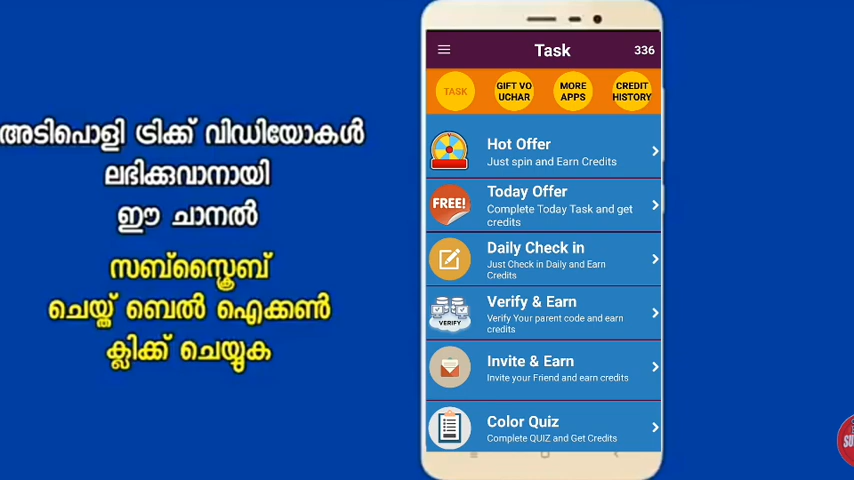 അടിപൊളി ട്രിക്ക് വിഡിയോകൾ
ലഭിക്കുവാനായി
ഈ ചാനൽ
സബ്സ്ക്രൈബ്
ചെയ്ത് ബെൽ ഐക്കൺ
ക്ലിക്ക് ചെയ്യുക
Task
336
TASK
GIFT VO
UCHAR
MORE
APPS
CREDIT
HISTORY
Hot Offer
Just spin and Earn Credits
FREE!
Today Offer
Complete Today Task and get
credits
Daily Check in
Just Check in Daily and Earn
Credits
VERIFY
Verify & Earn
Verify Your parent code and earn
credits
Invite & Earn
Invite your Friend and earn credits
Color Quiz
Complete QUIZ and Get Credits